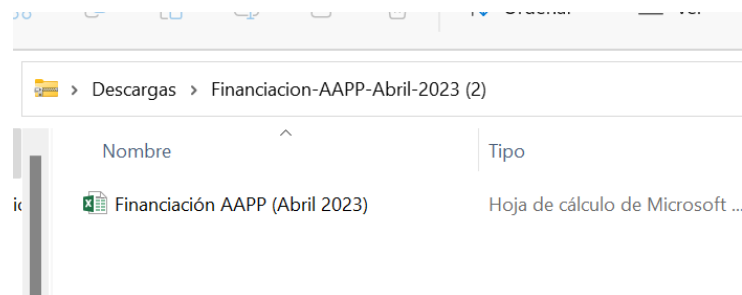 Descargas > Financiacion-AAPP-Abril-2023 (2)
Nombre Tipo
Financiación AAPP (Abril 2023) Hoja de cálculo de Microsoft ...